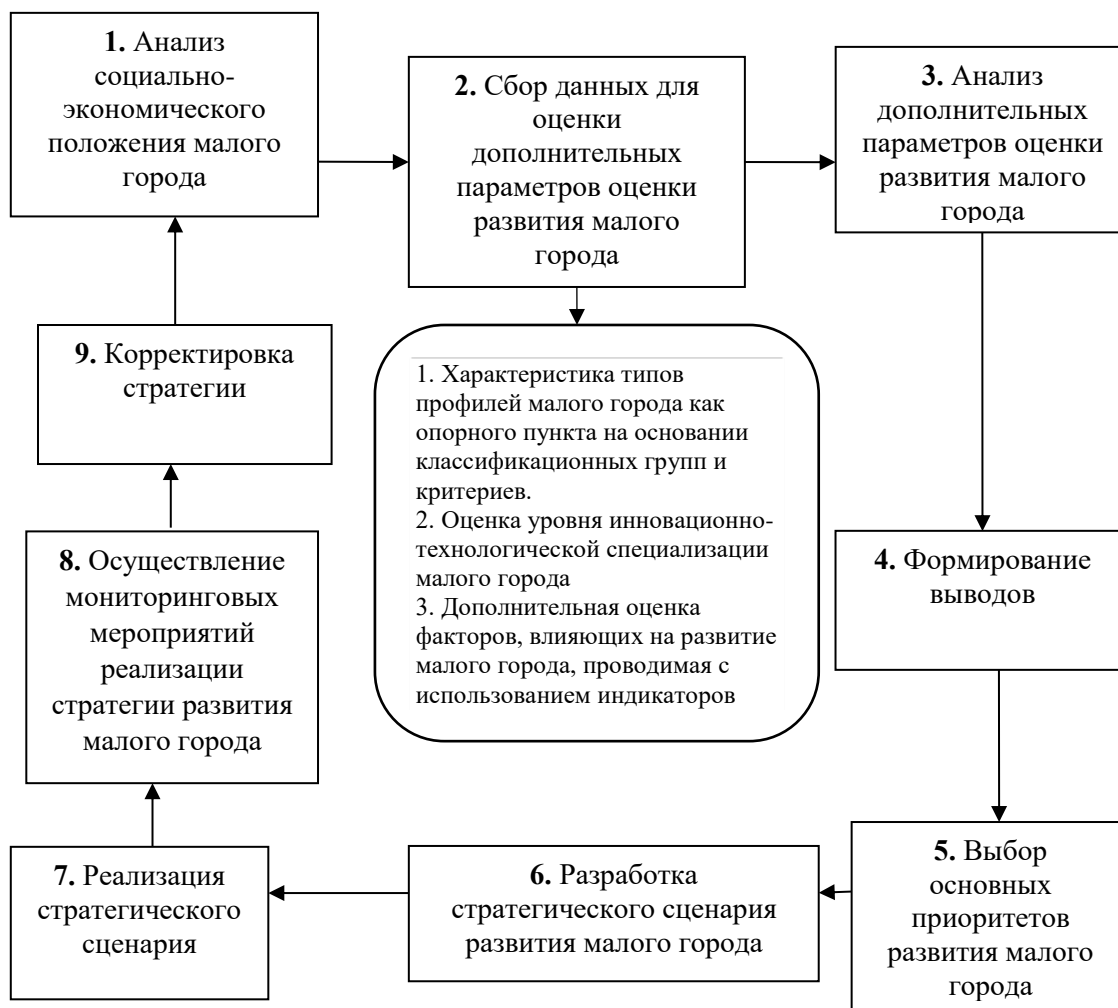 1. Анализ
социально-
экономического
положения малого
города
2. Сбор данных для
оценки
дополнительных
параметров оценки
развития малого
города
3. Анализ
дополнительных
параметров оценки
развития малого
города
9. Корректировка
стратегии
1. Характеристика типов
профилей малого города как
опорного пункта на основании
классификационных групп и
критериев.
2. Оценка уровня инновационно-
технологической специализации
малого города
3. Дополнительная оценка
факторов, влияющих на развитие
малого города, проводимая с
использованием индикаторов
8. Осуществление
мониторинговых
мероприятий
реализации
стратегии развития
малого города
4. Формирование
выводов
5. Выбор
основных
приоритетов
развития малого
города
6. Разработка
стратегического сценария
развития малого города
7. Реализация
стратегического
сценария